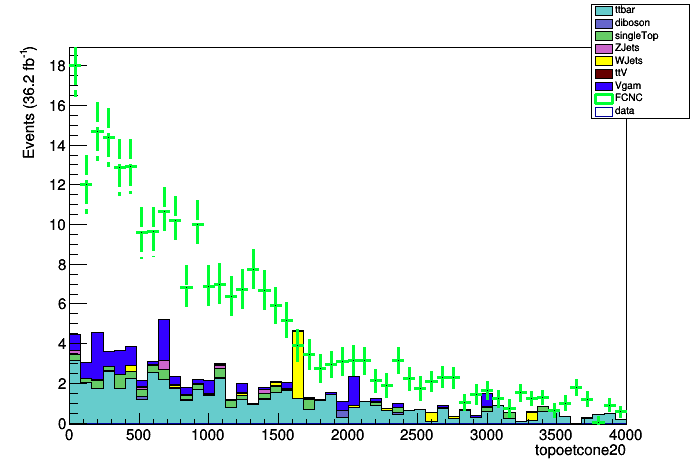 ttbar
diboson
singleTop
ZJets
WJets
ttV
Vgam
FCNC
data
Events (36.2 fb⁻¹)
18
16
14
12
10
8
6
4
2
0
0 500 1000 1500 2000 2500 3000 3500 4000
topoetcone20